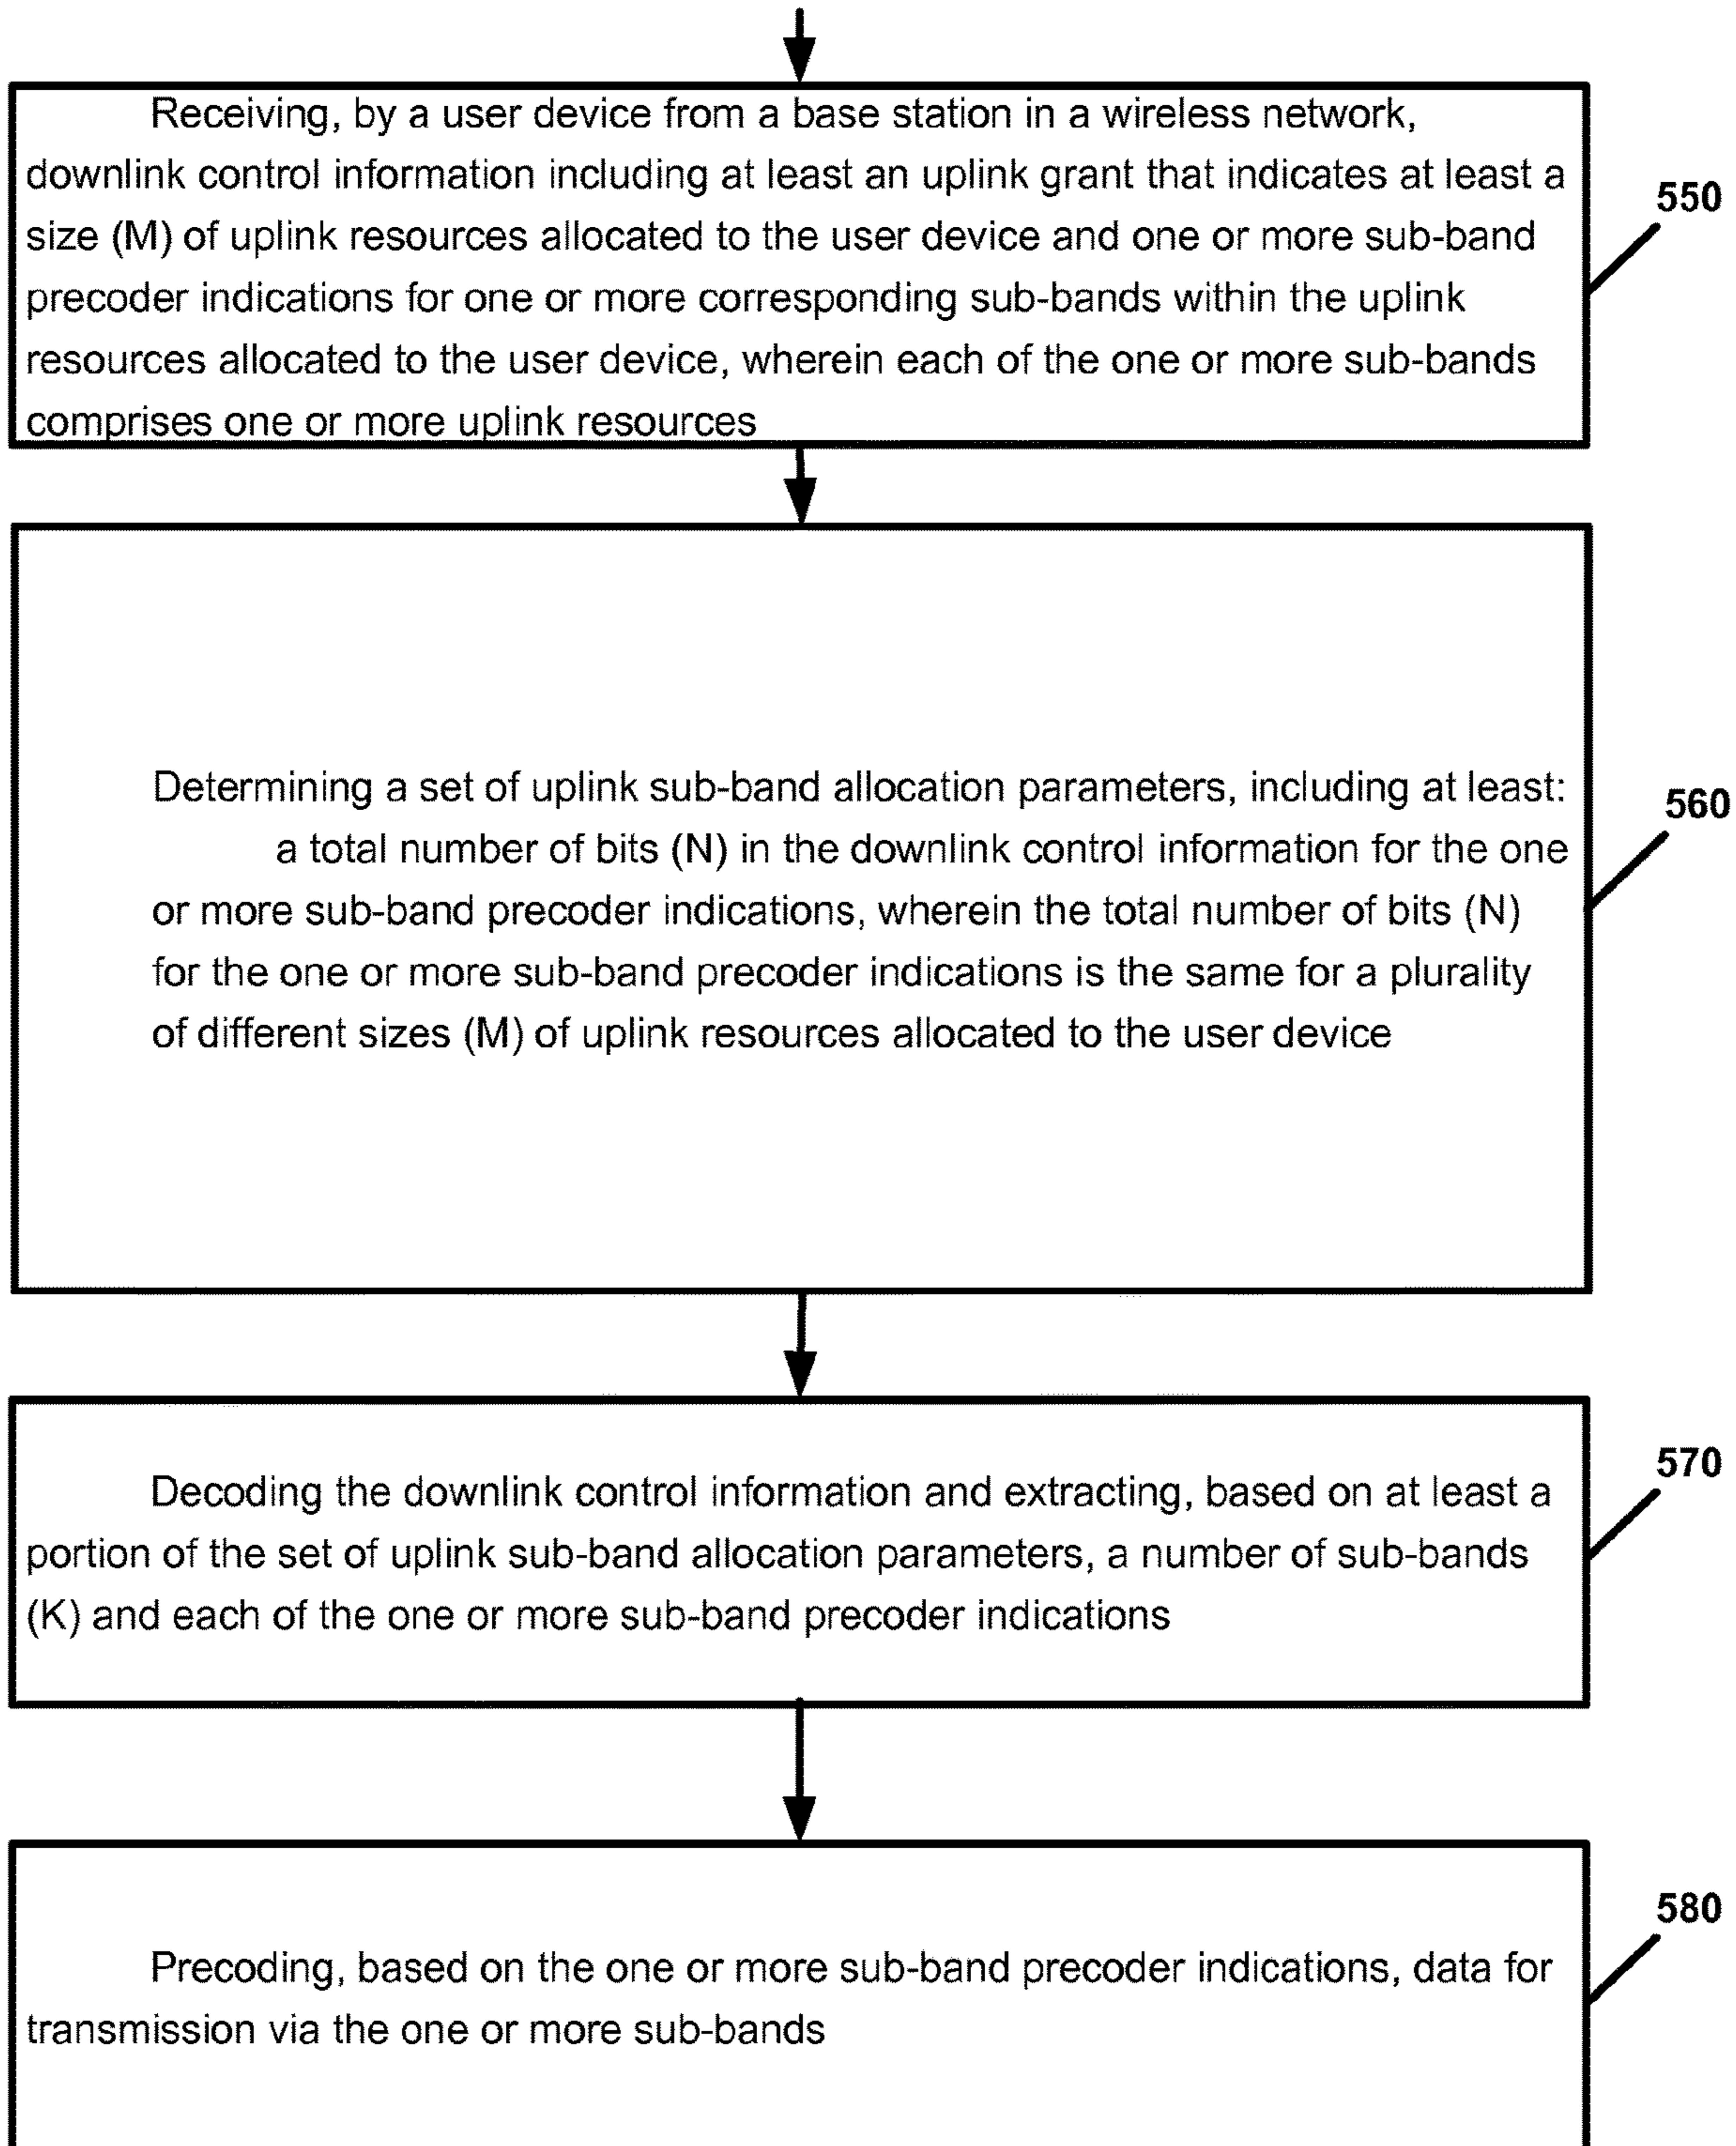 Receiving, by a user device from a base station in a wireless network,
downlink control information including at least an uplink grant that indicates at least a
size (M) of uplink resources allocated to the user device and one or more sub-band
precoder indications for one or more corresponding sub-bands within the uplink
resources allocated to the user device, wherein each of the one or more sub-bands
comprises one or more uplink resources
550
Determining a set of uplink sub-band allocation parameters, including at least:
a total number of bits (N) in the downlink control information for the one
or more sub-band precoder indications, wherein the total number of bits (N)
for the one or more sub-band precoder indications is the same for a plurality
of different sizes (M) of uplink resources allocated to the user device
560
Decoding the downlink control information and extracting, based on at least a
portion of the set of uplink sub-band allocation parameters, a number of sub-bands
(K) and each of the one or more sub-band precoder indications
570
Precoding, based on the one or more sub-band precoder indications, data for
transmission via the one or more sub-bands
580